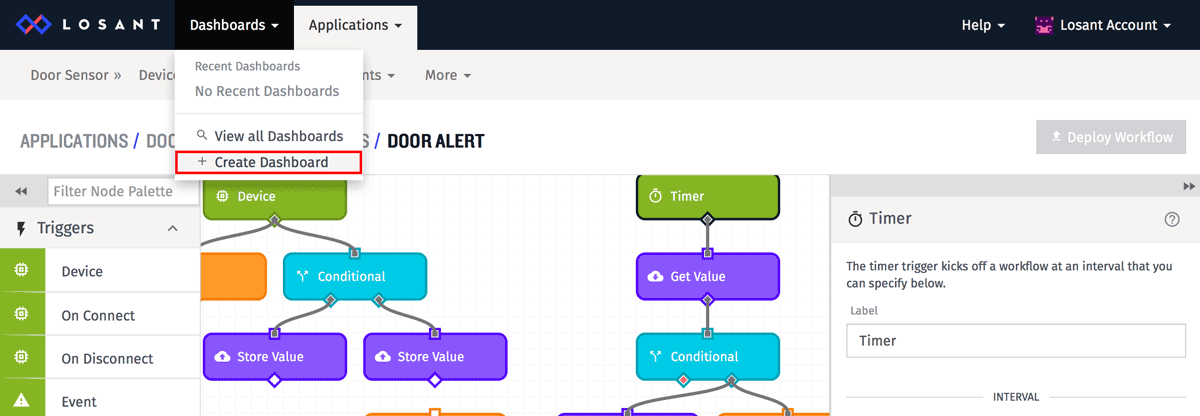 LOSANT
Dashboards
Applications
Help
Losant Account
Recent Dashboards
No Recent Dashboards
View all Dashboards
+ Create Dashboard
Door Sensor »
Devic
nts
More
APPLICATIONS / DOO
S / DOOR ALERT
Deploy Workflow
Filter Node Palette
Triggers
Device
On Connect
On Disconnect
Event
Device
Conditional
Store Value
Store Value
Timer
Get Value
Conditional
Timer
The timer trigger kicks off a workflow at an interval that you
can specify below.
Label
Timer
INTERVAL